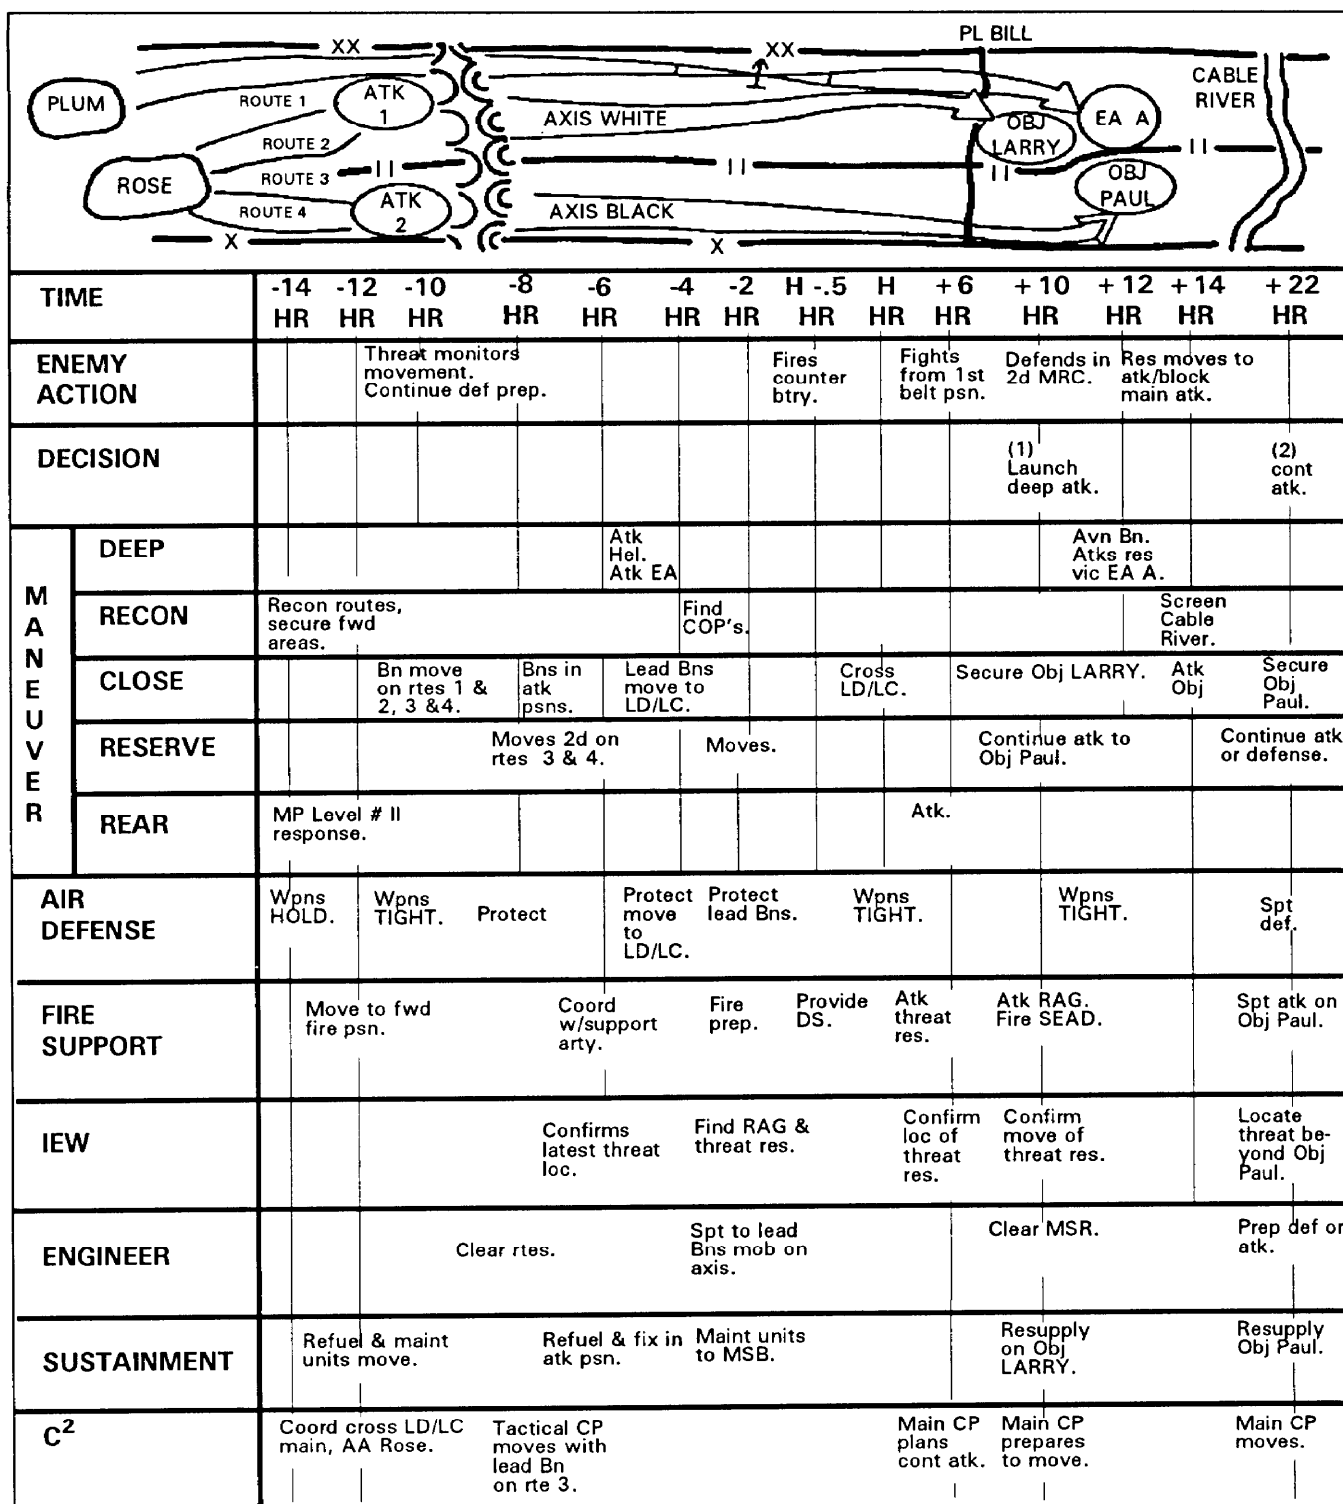 PL BILL
XX
XX
CABLE
RIVER
PLUM
ROUTE 1
ATK
1
AXIS WHITE
OBJ
LARRY
EA A
ROUTE 2
II
II
II
II
ROSE
ROUTE 3
ROUTE 4
ATK
2
AXIS BLACK
OBJ
PAUL
X
X
TIME
-14
HR
-12
HR
-10
HR
-8
HR
-6
HR
-4
HR
-2
HR
H -.5
HR
H
HR
+6
HR
+10
HR
+12
HR
+14
HR
+22
HR
ENEMY
ACTION
Threat monitors
movement.
Continue def prep.
Fires
counter
btry.
Fights
from 1st
belt psn.
Defends in
2d MRC.
Res moves to
atk/block
main atk.
DECISION
(1)
Launch
deep atk.
(2)
cont
atk.
MANEUVER
DEEP
Atk
Hel.
Atk EA
Avn Bn.
Atks res
vic EA A.
RECON
Recon routes,
secure fwd
areas.
Find
COP's.
Screen
Cable
River.
CLOSE
Bn move
on rtes 1 &
2, 3 &4.
Bns in
atk
psns.
Lead Bns
move to
LD/LC.
Cross
LD/LC.
Secure Obj LARRY.
Atk
Obj
Secure
Obj
Paul.
RESERVE
Moves 2d on
rtes 3 & 4.
Moves.
Continue atk to
Obj Paul.
Continue atk
or defense.
REAR
MP Level # II
response.
Atk.
AIR
DEFENSE
Wpns
HOLD.
Wpns
TIGHT.
Protect
Protect
move
to
LD/LC.
Protect
lead Bns.
Wpns
TIGHT.
Wpns
TIGHT.
Spt
def.
FIRE
SUPPORT
Move to fwd
fire psn.
Coord
w/support
arty.
Fire
prep.
Provide
DS.
Atk
threat
res.
Atk RAG.
Fire SEAD.
Spt atk on
Obj Paul.
IEW
Confirms
latest threat
loc.
Find RAG &
threat res.
Confirm
loc of
threat
res.
Confirm
move of
threat res.
Locate
threat be-
yond Obj
Paul.
ENGINEER
Clear rtes.
Spt to lead
Bns mob on
axis.
Clear MSR.
Prep def or
atk.
SUSTAINMENT
Refuel & maint
units move.
Refuel & fix in
atk psn.
Maint units
to MSB.
Resupply
on Obj
LARRY.
Resupply
Obj Paul.
C²
Coord cross LD/LC
main, AA Rose.
Tactical CP
moves with
lead Bn
on rte 3.
Main CP
plans
cont atk.
Main CP
prepares
to move.
Main CP
moves.